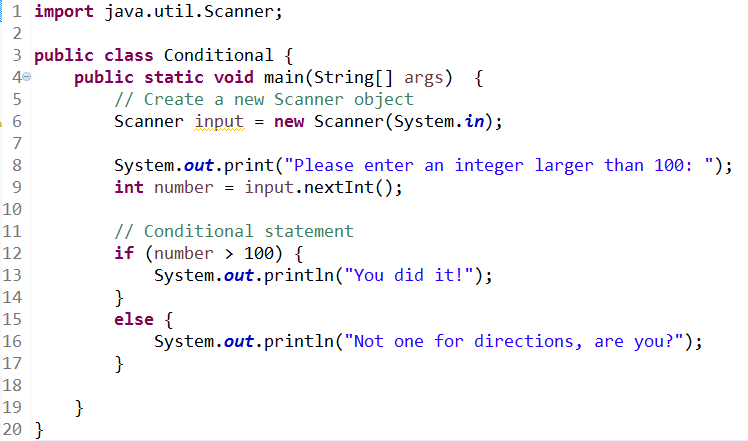 1 import java.util.Scanner;
2
3 public class Conditional {
4     public static void main(String[] args)  {
5         // Create a new Scanner object
6         Scanner input = new Scanner(System.in);
7
8         System.out.print("Please enter an integer larger than 100: ");
9         int number = input.nextInt();
10
11         // Conditional statement
12         if (number > 100) {
13             System.out.println("You did it!");
14         }
15         else {
16             System.out.println("Not one for directions, are you?");
17         }
18
19     }
20 }